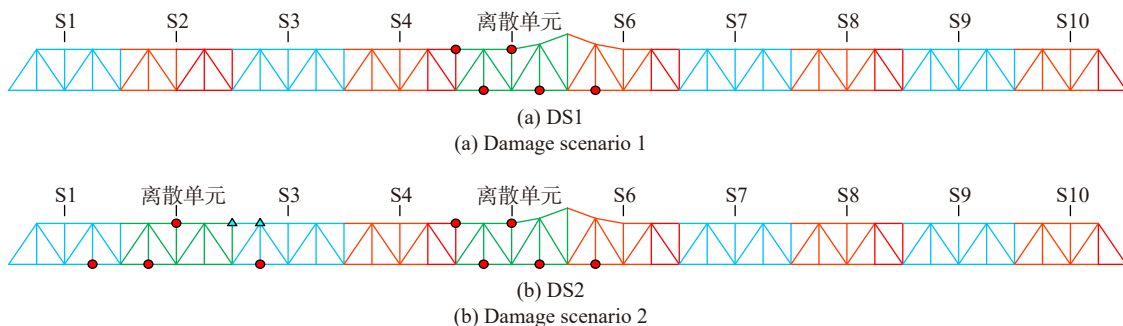 S1 S2 S3 S4 离散单元 S6 S7 S8 S9 S10
(a) DS1
(a) Damage scenario 1
S1 离散单元 S3 S4 离散单元 S6 S7 S8 S9 S10
(b) DS2
(b) Damage scenario 2